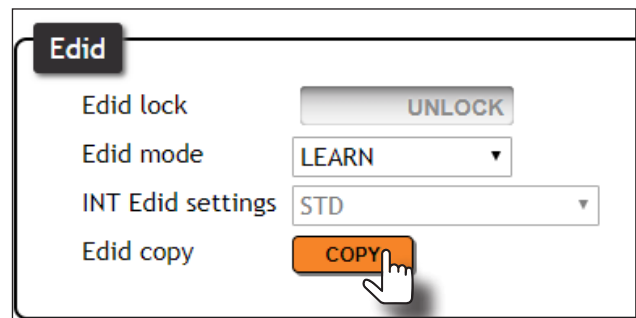 Edid
Edid lock UNLOCK
Edid mode LEARN
INT Edid settings STD
Edid copy COPY